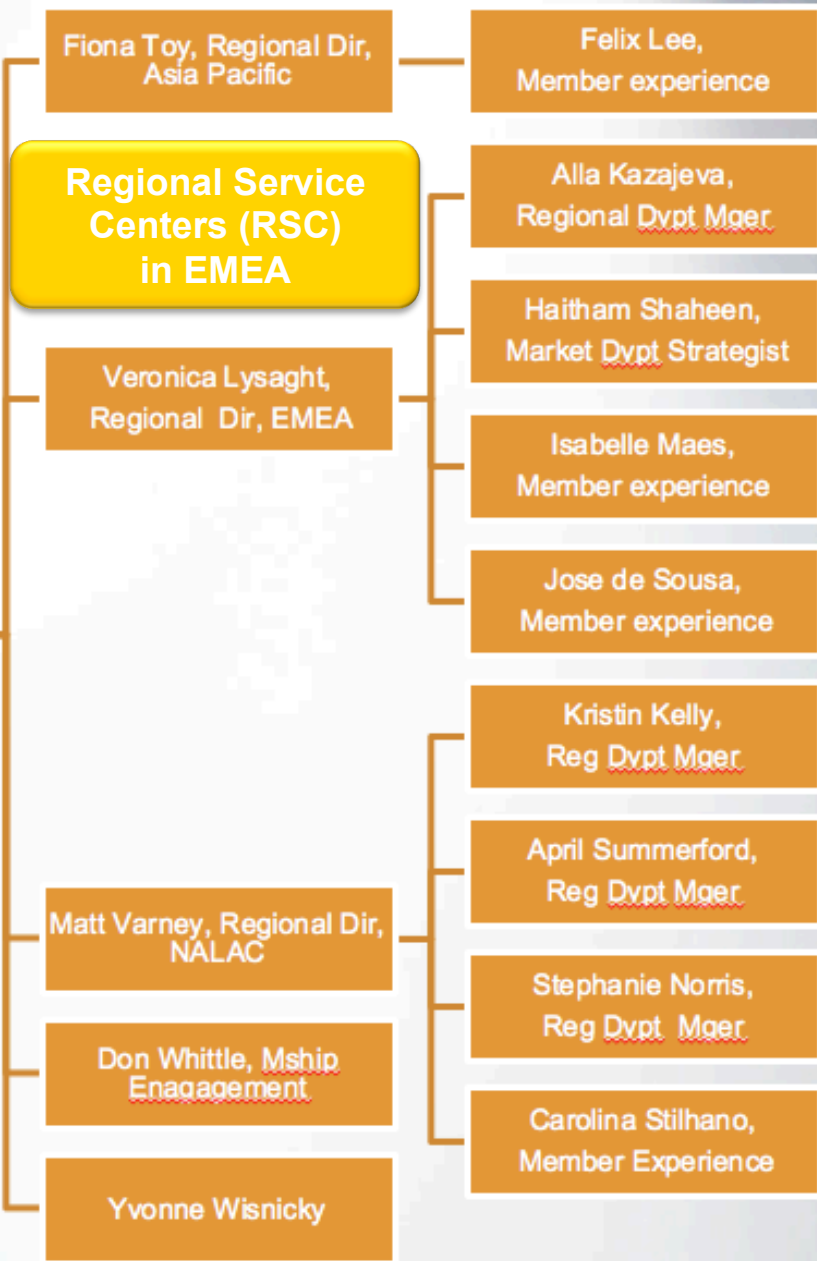 Fiona Toy, Regional Dir,
Asia Pacific
Felix Lee,
Member experience
Regional Service
Centers (RSC)
in EMEA
Alla Kazajeva,
Regional Dvpt Mger
Haitham Shaheen,
Market Dvpt Strategist
Veronica Lysaght,
Regional Dir, EMEA
Isabelle Maes,
Member experience
Jose de Sousa,
Member experience
Kristin Kelly,
Reg Dvpt Mger
April Summerford,
Reg Dvpt Mger
Matt Varney, Regional Dir,
NALAC
Stephanie Norris,
Reg Dvpt Mger
Don Whittle, Mship
Enagagement
Carolina Stilhano,
Member Experience
Yvonne Wisnicky